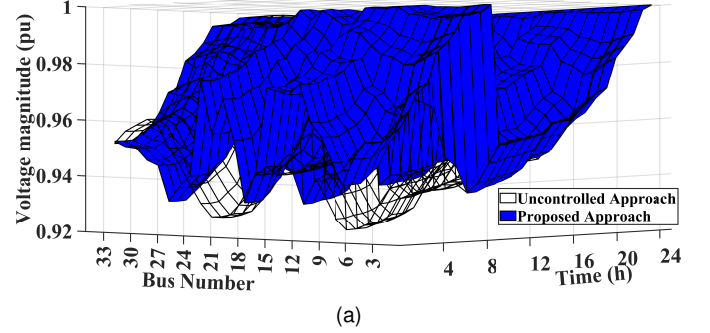 1
0.98
0.96
0.94
0.92
Voltage magnitude (pu)
33 30 27 24 21 18 15 12 9 6 3
Bus Number
4 8 12 16 20 24
Time (h)
Uncontrolled Approach
Proposed Approach
(a)